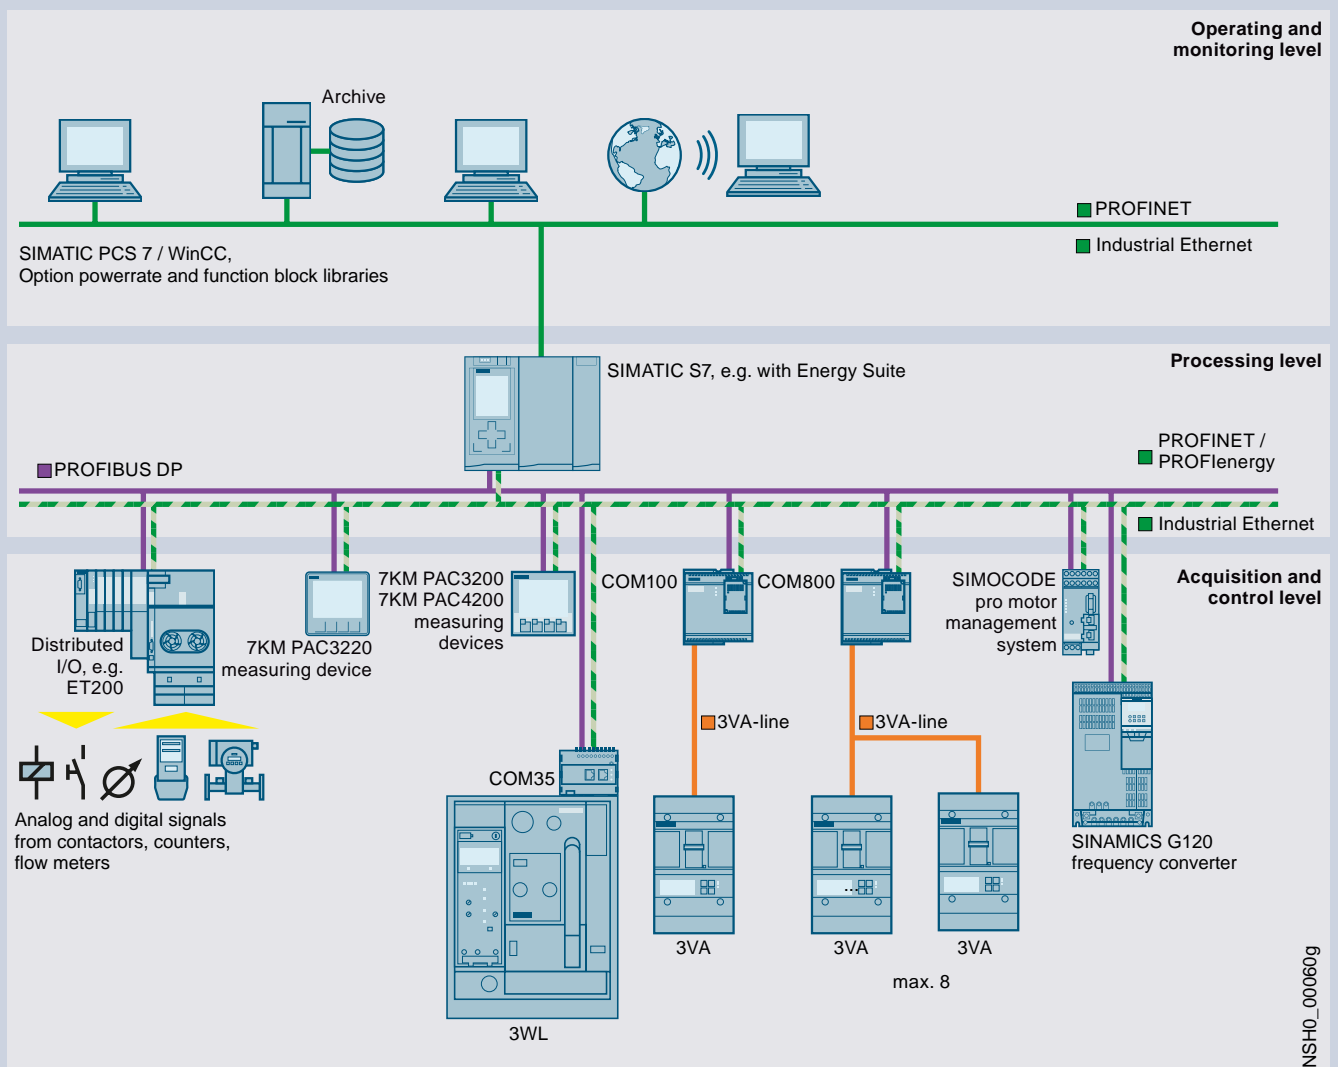 Operating and
monitoring level
Archive
PROFINET
SIMATIC PCS 7 / WinCC,
Option powerrate and function block libraries
Industrial Ethernet
Processing level
SIMATIC S7, e.g. with Energy Suite
PROFIBUS DP
PROFINET /
PROFIenergy
Industrial Ethernet
Acquisition and
control level
Distributed
I/O, e.g.
ET200
7KM PAC3220
measuring device
7KM PAC3200
7KM PAC4200
measuring
devices
COM100
COM800
SIMOCODE
pro motor
management
system
3VA-line
3VA-line
COM35
Analog and digital signals
from contactors, counters,
flow meters
SINAMICS G120
frequency converter
3VA
3VA
3VA
max. 8
3WL
NSH0_00060g